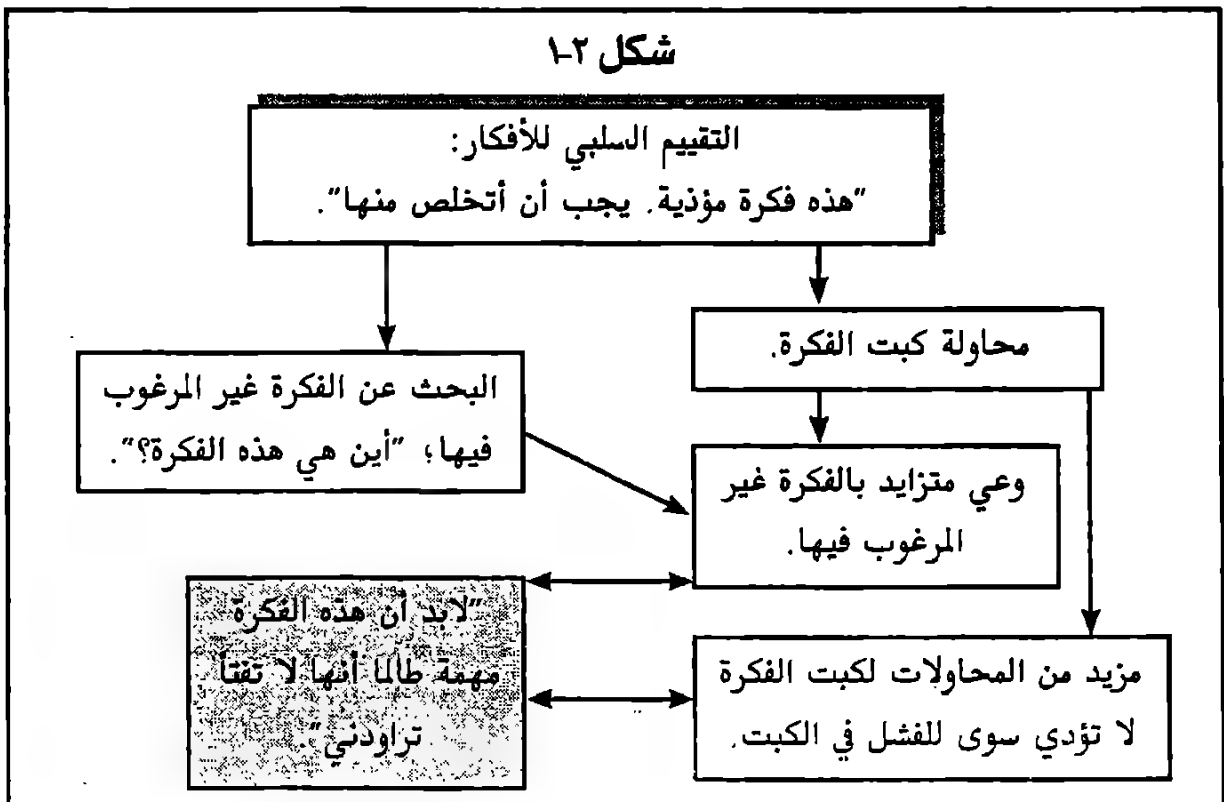 شكل ٢-١
التقييم السلبي للأفكار:
"هذه فكرة مؤذية. يجب أن أتخلص منها".
محاولة كبت الفكرة.
البحث عن الفكرة غير المرغوب
فيها؛ "أين هي هذه الفكرة؟".
وعي متزايد بالفكرة غير
المرغوب فيها.
"لابد أن هذه الفكرة
مهمة طالما أنها لا تفتأ
تراودني".
مزيد من المحاولات لكبت الفكرة
لا تؤدي سوى للفشل في الكبت.